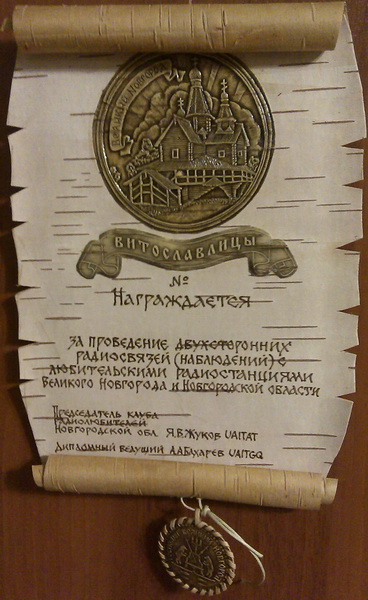 ВИТОСЛАВЛИЦЫ
№
Награждается
за проведение двухсторонних
радиосвязей (наблюдений) с
любительскими радиостанциями
Великого Новгорода и Новгородской области
Председатель клуба
радиолюбителей
Новгородской обл. Я.В.Жуков UA1TAT
Дипломный ведущий А.А.Бахарев UA1TGQ